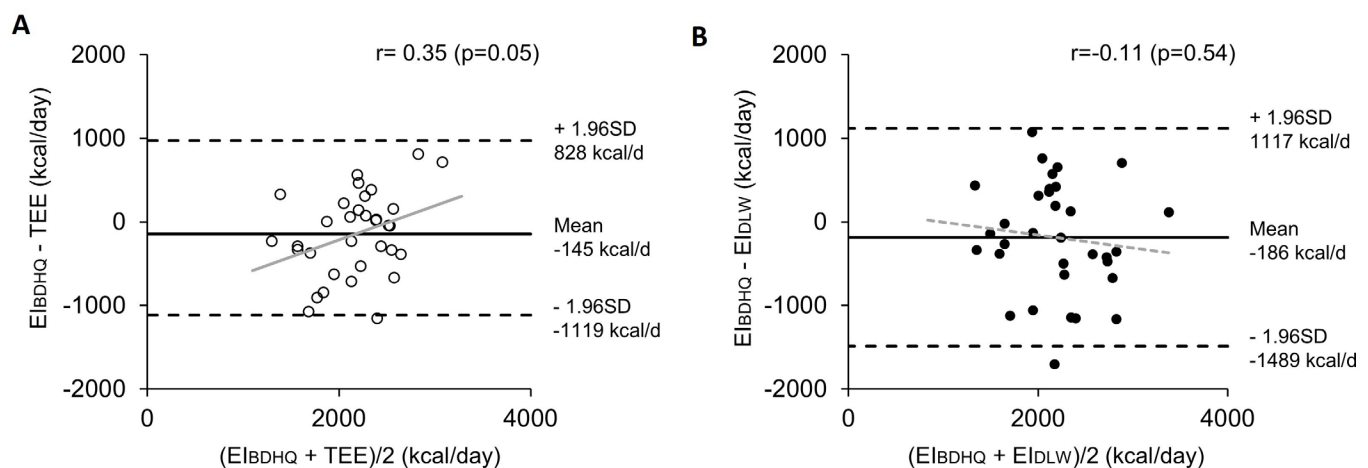 A
2000
1000
0
-1000
-2000
0
2000
4000
EIBDHQ - TEE (kcal/day)
(EIBDHQ + TEE)/2 (kcal/day)
r= 0.35 (p=0.05)
+ 1.96SD
828 kcal/d
Mean
-145 kcal/d
- 1.96SD
-1119 kcal/d
B
2000
1000
0
-1000
-2000
0
2000
4000
EIBDHQ - EIDLW (kcal/day)
(EIBDHQ + EIDLW)/2 (kcal/day)
r=-0.11 (p=0.54)
+ 1.96SD
1117 kcal/d
Mean
-186 kcal/d
- 1.96SD
-1489 kcal/d